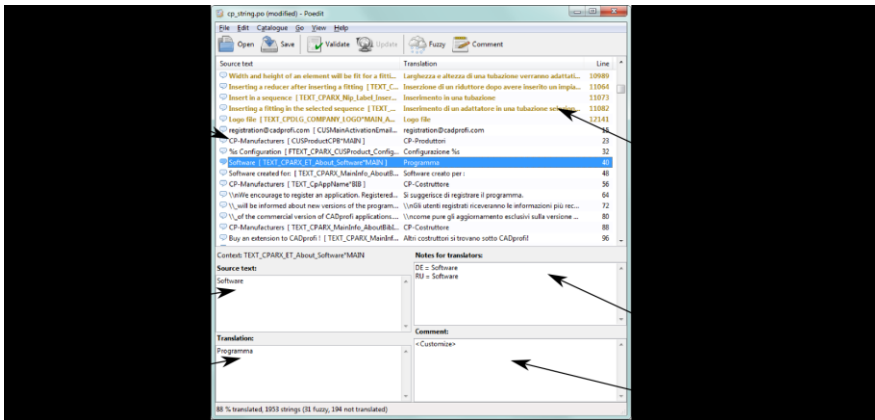 cp_string.po (modified) - Poedit
File Edit Catalogue Go View Help
Open Save Validate Update Fuzzy Comment
Source text Translation Line
Width and height of an element will be fit for a fitti... Larghezza e altezza di una tubazione verranno adattati... 10989
Inserting a reducer after inserting a fitting [ TEXT_C... Inserzione di un riduttore dopo avere inserito un impia... 11064
Insert in a sequence [ TEXT_CPARX_Nip_Label_Inser... Inserimento in una tubazione 11073
Inserting a fitting in the selected sequence [ TEXT_... Inserimento di un adattatore in una tubazione 11082
Logo file [ TEXT_CPDLG_COMPANY_LOGO*MAIN_A... Logo file 12141
registration@cadprofi.com [ CUSMainActivationEmail... registration@cadprofi.com 16
CP-Manufacturers [ CUSProductCPB*MAIN ] CP-Produttori 23
%s Configuration [ FTEXT_CPARX_CUSProduct_Config... Configurazione %s 32
Software [ TEXT_CPARX_ET_About_Software*MAIN ] Programma 40
Software created for: [ TEXT_CPARX_MainInfo_AboutB... Software creato per : 48
CP-Manufacturers [ TEXT_CpAppName*BIB ] CP-Costruttore 56
\\nWe encourage to register an application. Registered... Si suggerisce di registrare il programma. 64
\\_will be informed about new versions of the program... \\nGli utenti registrati riceveranno le informazioni più rec... 72
\\_of the commercial version of CADprofi applications.... \\ncome pure gli aggiornamento esclusivi sulla versione ... 80
CP-Manufacturers [ TEXT_CPARX_MainInfo_AboutBibl... CP-Costruttore 88
Buy an extension to CADprofi ! [ TEXT_CPARX_MainInf... Altri costruttori si trovano sotto CADprofi! 96
Context: TEXT_CPARX_ET_About_Software*MAIN Notes for translators:
Source text: DE = Software
Software RU = Software
Translation: Comment:
Programma <Customize>
88 % translated, 1953 strings (31 fuzzy, 194 not translated)